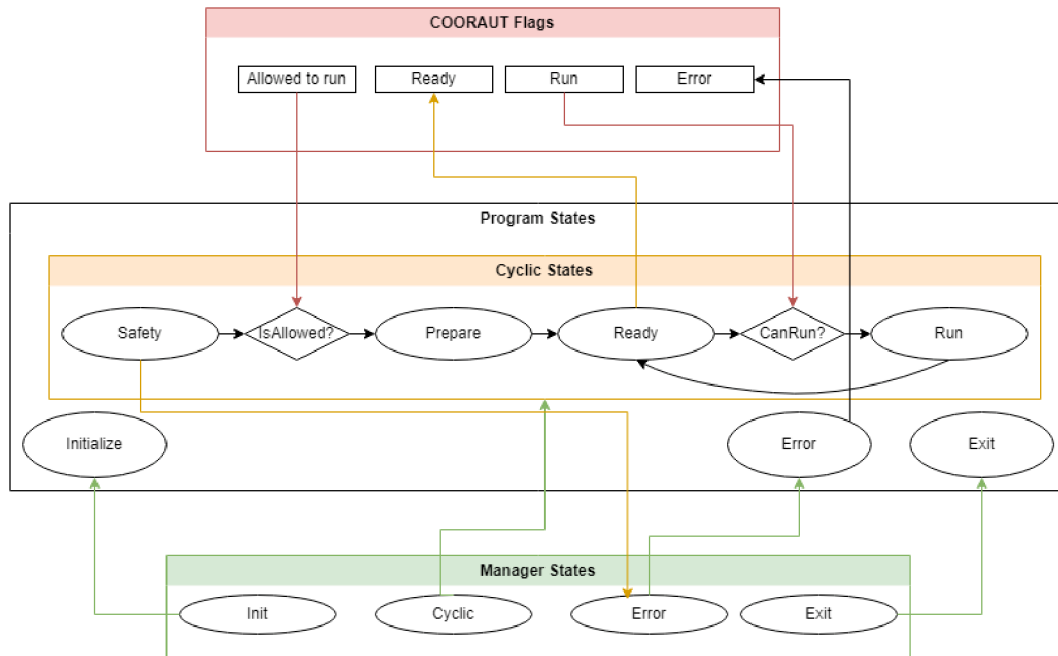 COORAUT Flags
Allowed to run
Ready
Run
Error
Program States
Cyclic States
Safety
IsAllowed?
Prepare
Ready
CanRun?
Run
Initialize
Error
Exit
Manager States
Init
Cyclic
Error
Exit